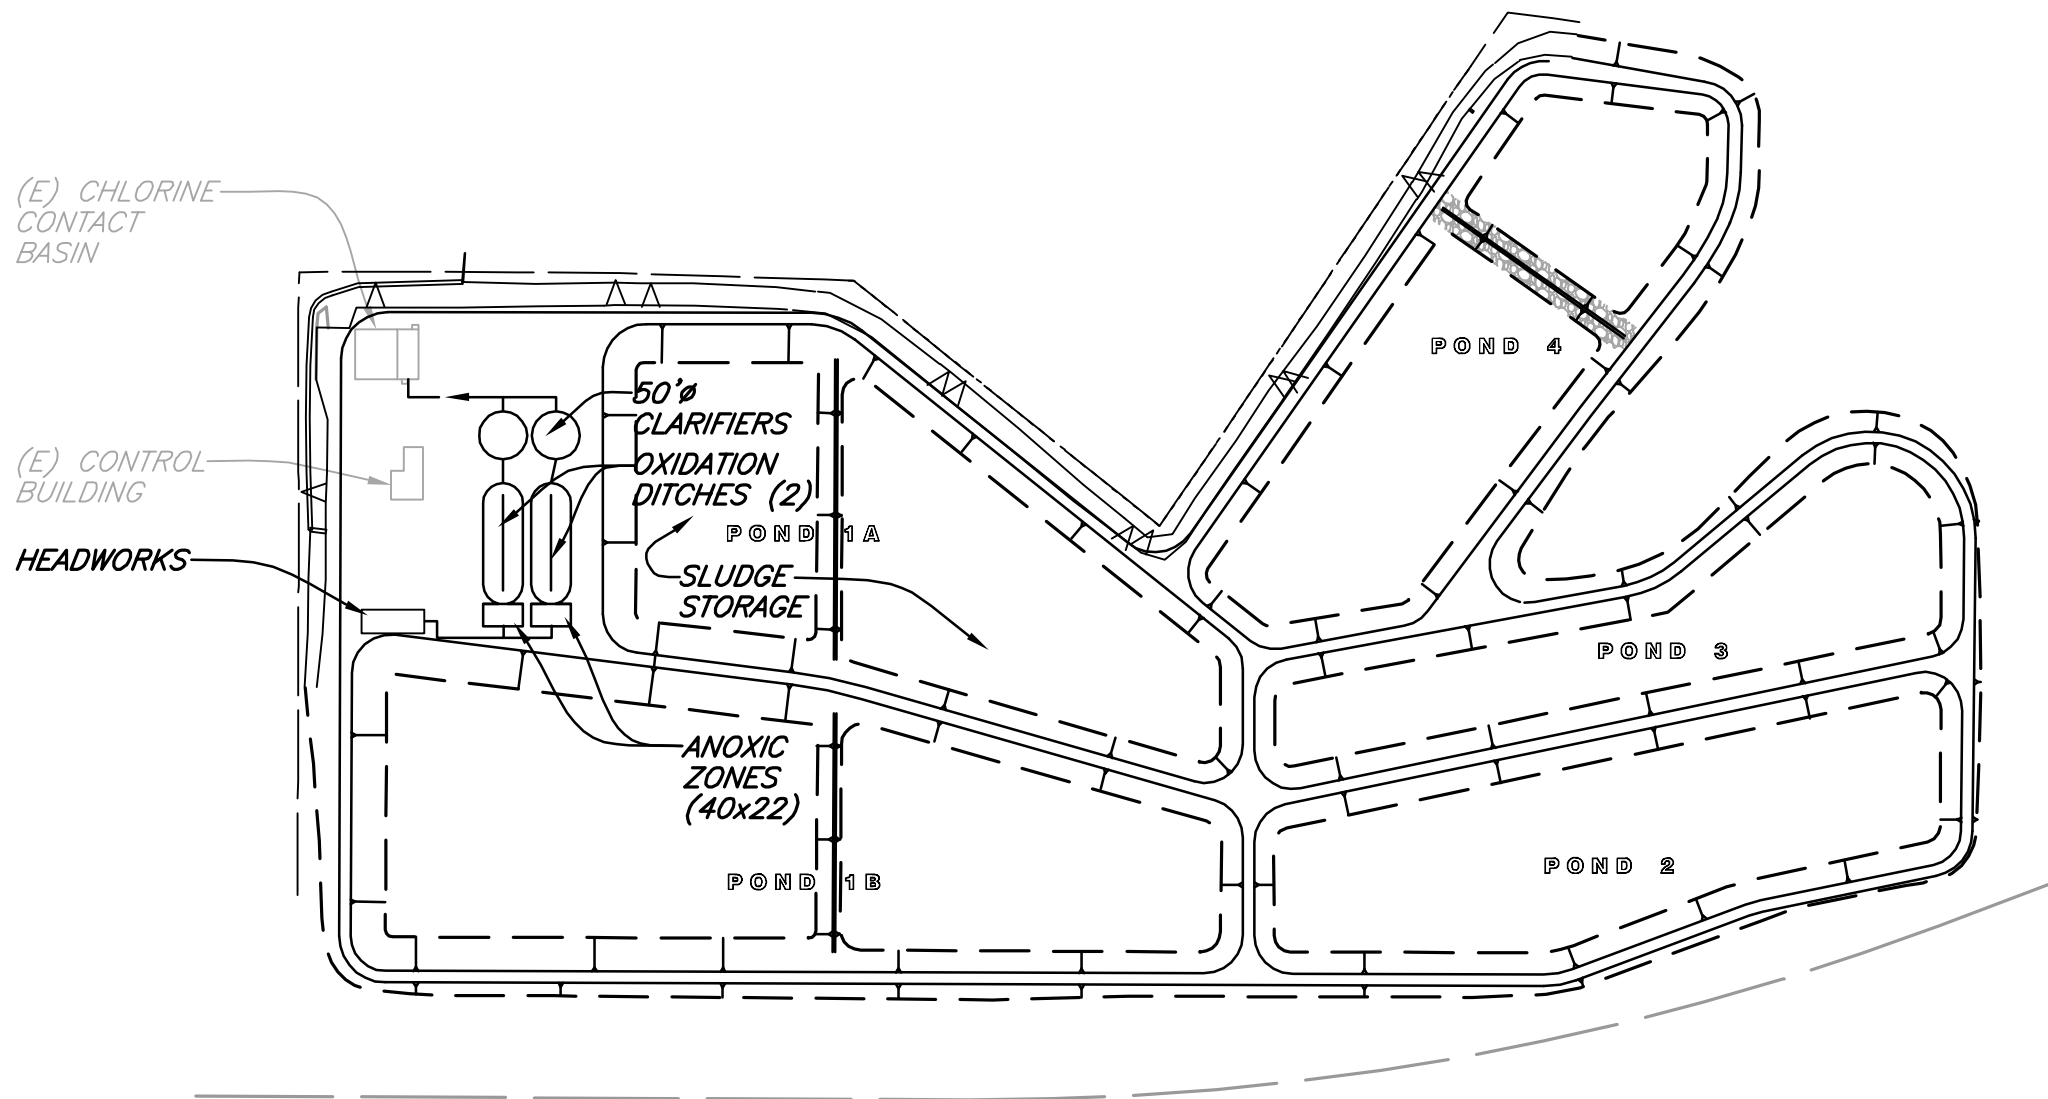 (E) CHLORINE
CONTACT
BASIN
(E) CONTROL
BUILDING
HEADWORKS
50'ø
CLARIFIERS
OXIDATION
DITCHES (2)
POND 1A
SLUDGE
STORAGE
ANOXIC
ZONES
(40x22)
POND 1B
POND 4
POND 3
POND 2